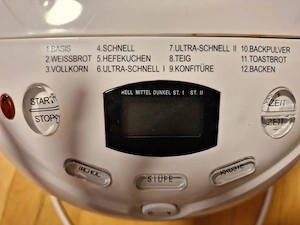 1.BASIS 4.SCHNELL 7.ULTRA-SCHNELL II 10.BACKPULVER
2.WEISSBROT 5.HEFEKUCHEN 8.TEIG 11.TOASTBROT
3.VOLLKORN 6.ULTRA-SCHNELL I 9.KONFITÜRE 12.BACKEN
HELL MITTEL DUNKEL ST. I ST. II
START ZEIT
STOP ZEIT
STUFE